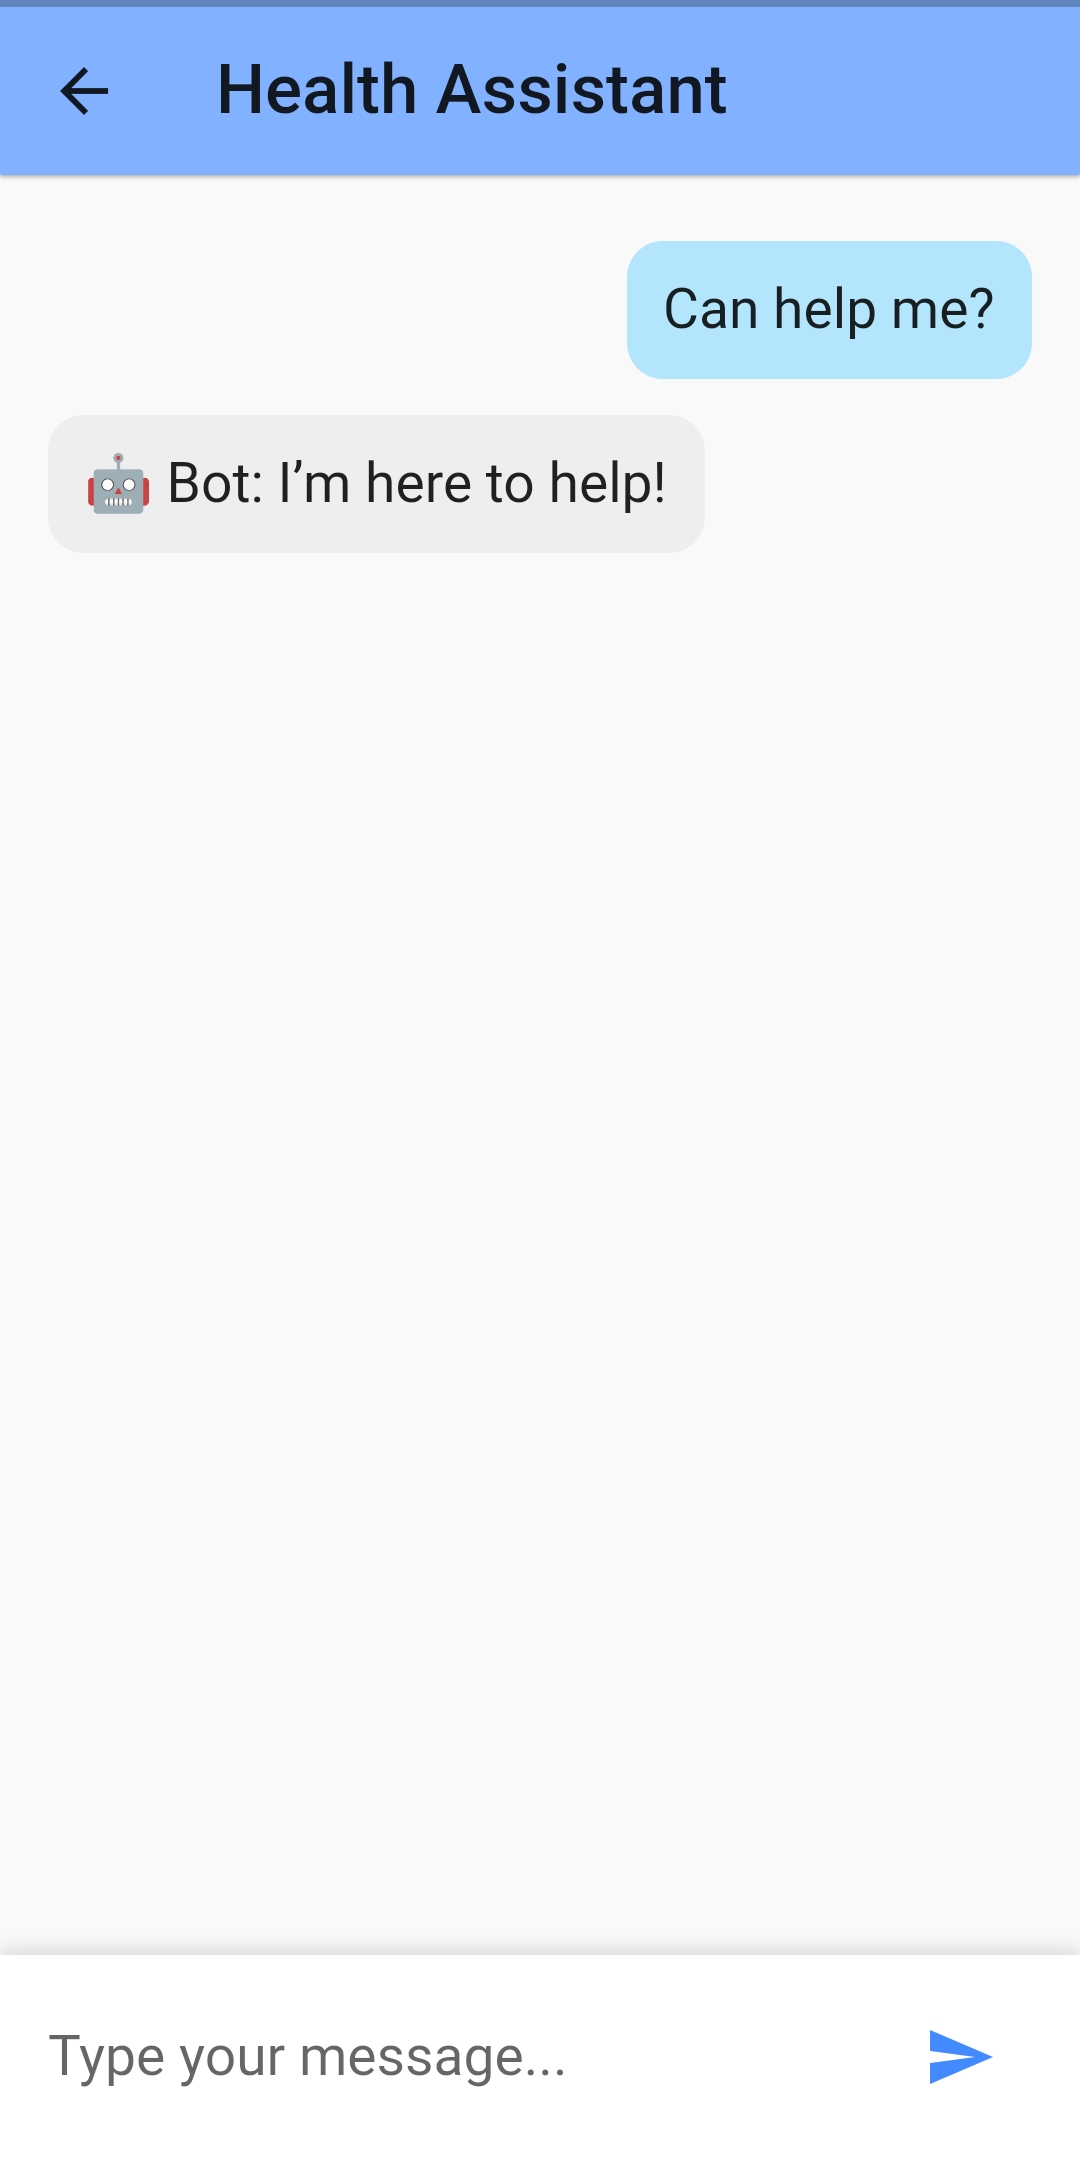 Health Assistant
Can help me?
🤖 Bot: I’m here to help!
Type your message...